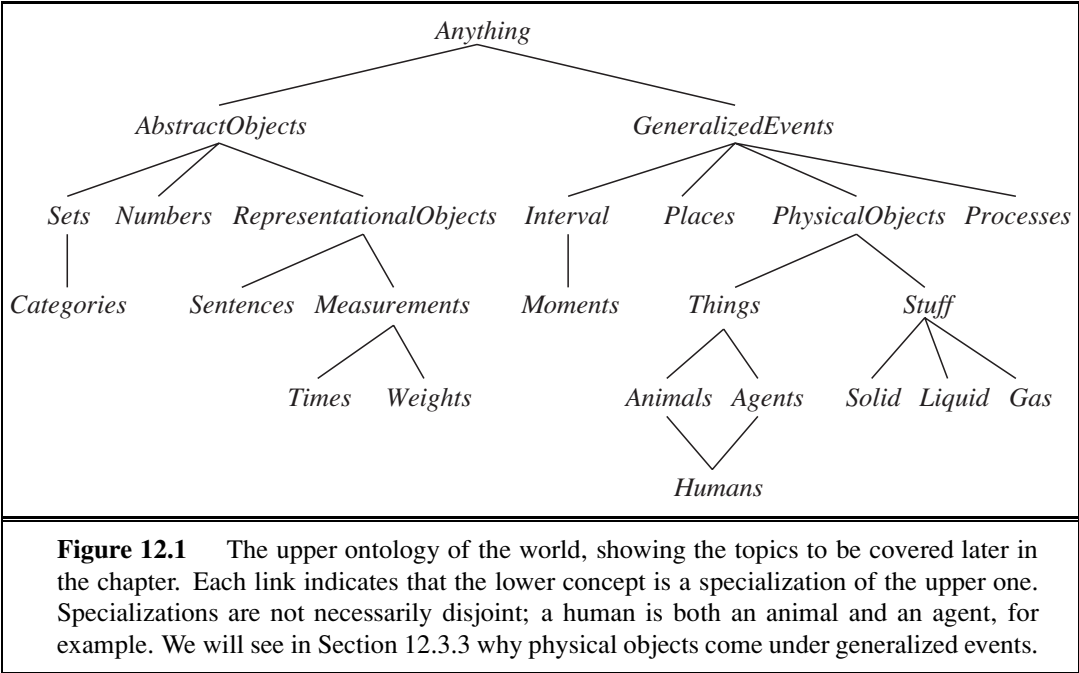 Anything
AbstractObjects GeneralizedEvents
Sets Numbers RepresentationalObjects Interval Places PhysicalObjects Processes
Categories Sentences Measurements Moments Things Stuff
Times Weights Animals Agents Solid Liquid Gas
Humans
Figure 12.1 The upper ontology of the world, showing the topics to be covered later in
the chapter. Each link indicates that the lower concept is a specialization of the upper one.
Specializations are not necessarily disjoint; a human is both an animal and an agent, for
example. We will see in Section 12.3.3 why physical objects come under generalized events.